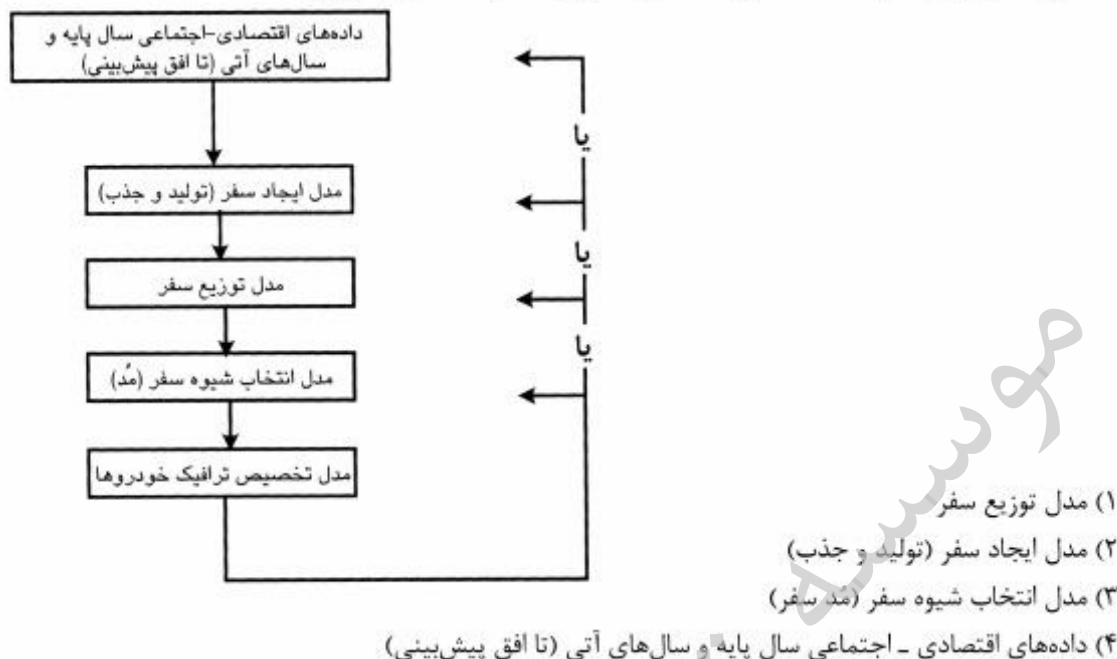 داده‌های اقتصادی-اجتماعی سال پایه و
سال‌های آتی (تا افق پیش‌بینی)
یا
مدل ایجاد سفر (تولید و جذب)
یا
مدل توزیع سفر
یا
مدل انتخاب شیوه سفر (مُد)
مدل تخصیص ترافیک خودروها
۱) مدل توزیع سفر
۲) مدل ایجاد سفر (تولید و جذب)
۳) مدل انتخاب شیوه سفر (مُد سفر)
۴) داده‌های اقتصادی ـ اجتماعی سال پایه و سال‌های آتی (تا افق پیش‌بینی)
موسسه